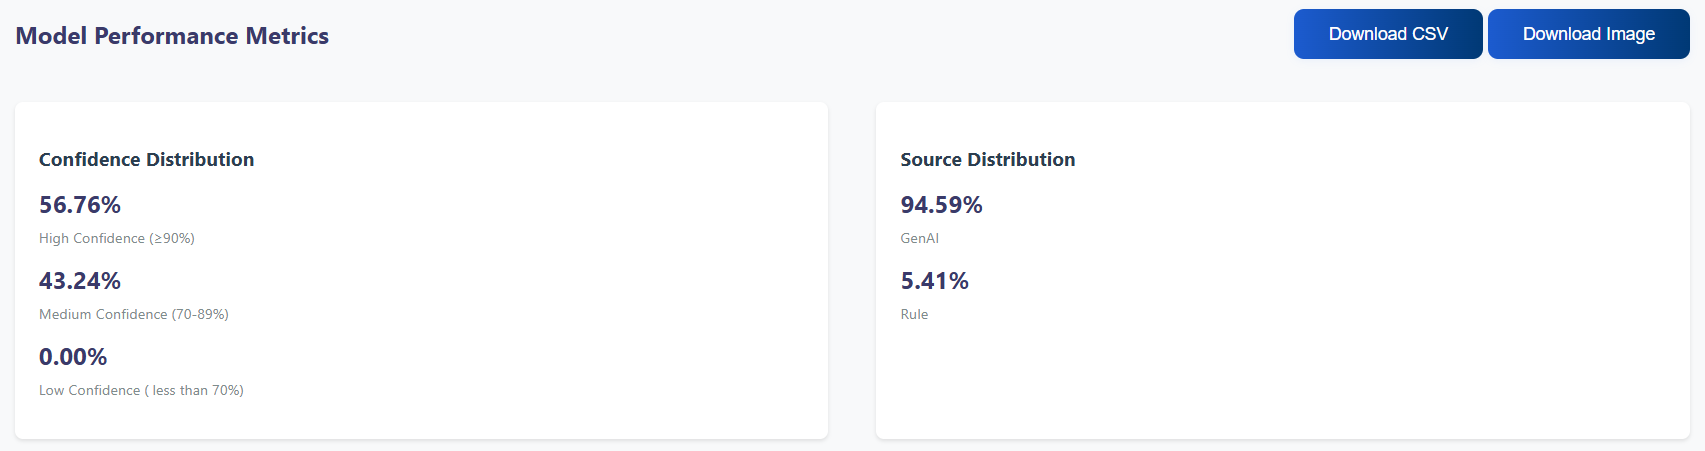 Model Performance Metrics
Download CSV
Download Image
Confidence Distribution
56.76%
High Confidence (≥90%)
43.24%
Medium Confidence (70-89%)
0.00%
Low Confidence ( less than 70%)
Source Distribution
94.59%
GenAI
5.41%
Rule